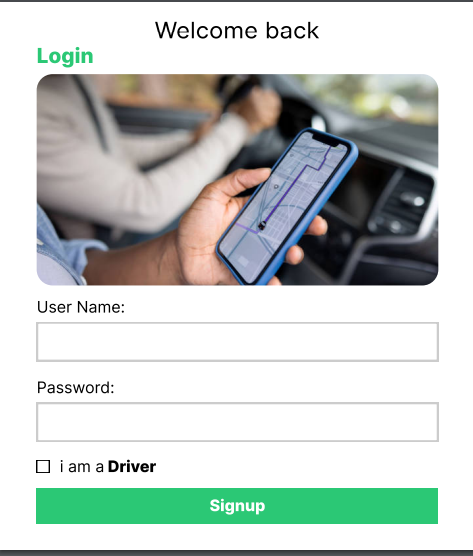 Welcome back
Login
User Name:
Password:
i am a Driver
Signup